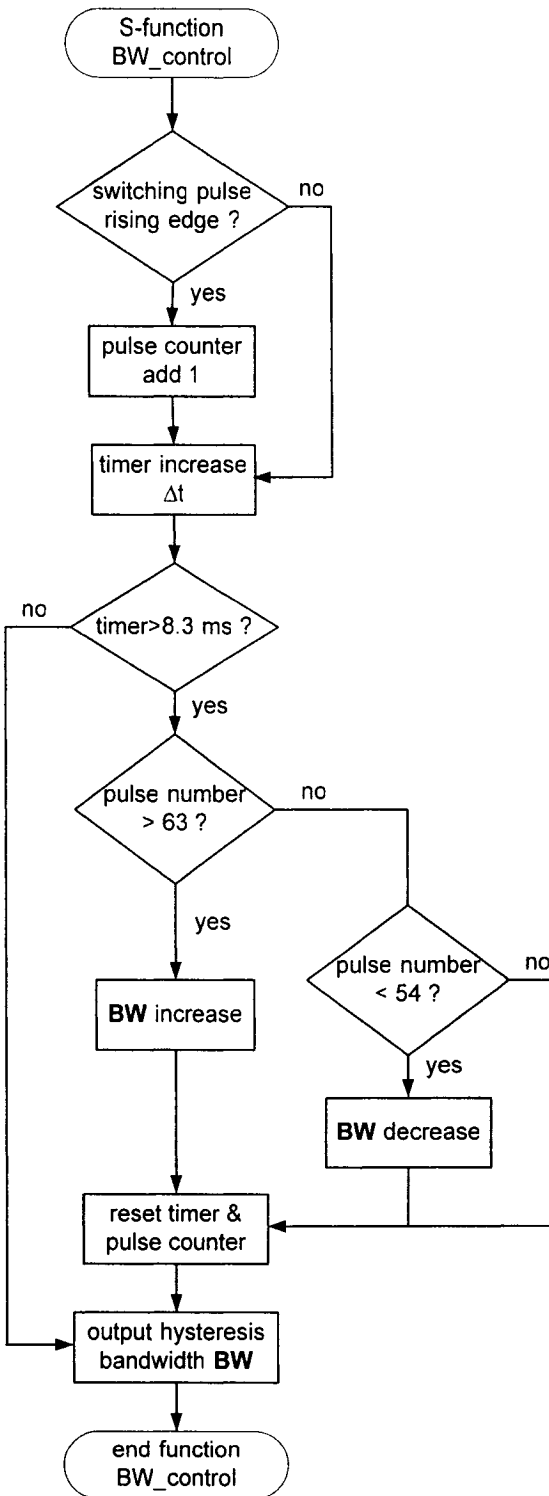 S-function
BW_control
switching pulse
rising edge ?
no
yes
pulse counter
add 1
timer increase
Δt
no
timer>8.3 ms ?
yes
pulse number
> 63 ?
no
yes
pulse number
< 54 ?
no
yes
BW increase
BW decrease
reset timer &
pulse counter
output hysteresis
bandwidth BW
end function
BW_control